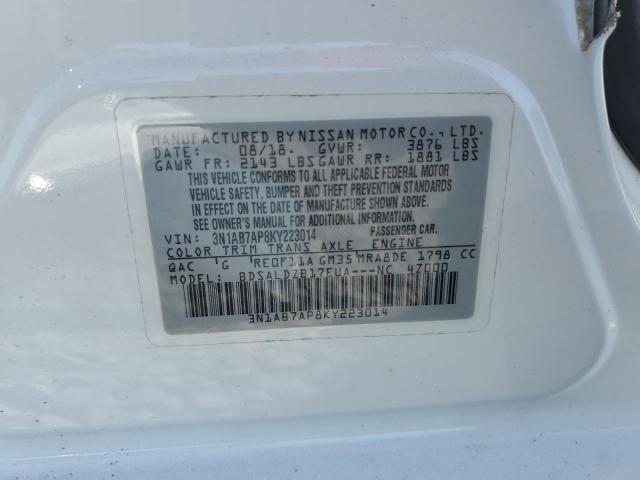 MANUFACTURED BY NISSAN MOTOR CO., LTD.
DATE: 08/18. GVWR: 3876 LBS
GAWR FR: 2143 LBS GAWR RR: 1881 LBS
THIS VEHICLE CONFORMS TO ALL APPLICABLE FEDERAL MOTOR
VEHICLE SAFETY, BUMPER AND THEFT PREVENTION STANDARDS
IN EFFECT ON THE DATE OF MANUFACTURE SHOWN ABOVE.
SEE OWNER'S MANUAL FOR ADDITIONAL INFORMATION
VIN: 3N1AB7AP8KY223014 PASSENGER CAR.
COLOR TRIM TRANS AXLE ENGINE
QAC G RE0F11A GM35 MRA8DE 1798 CC
MODEL: BDSALDZB17EUA---NC 47000
3N1AB7AP8KY223014